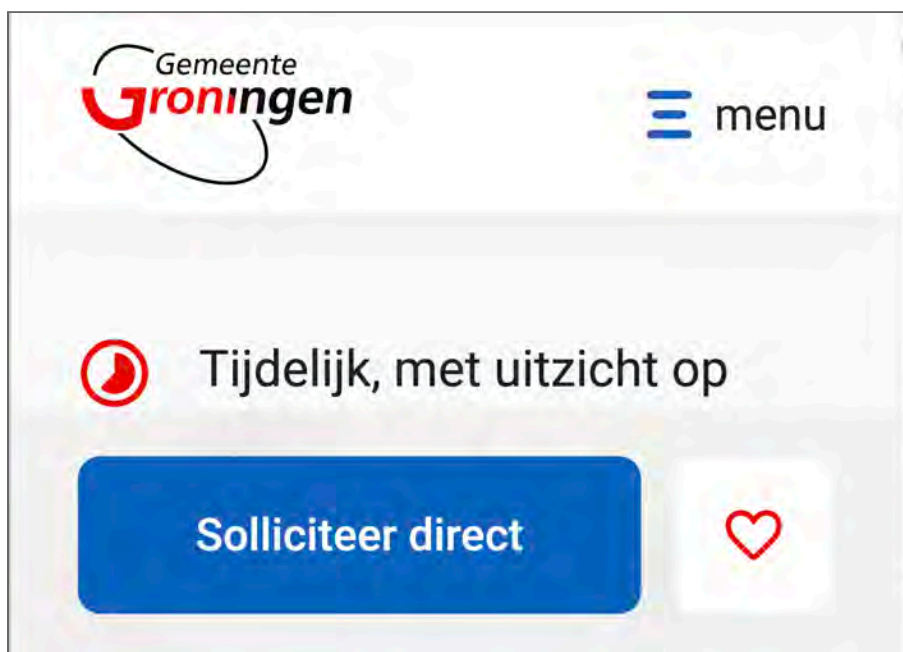 Gemeente
Groningen
menu
Tijdelijk, met uitzicht op
Solliciteer direct